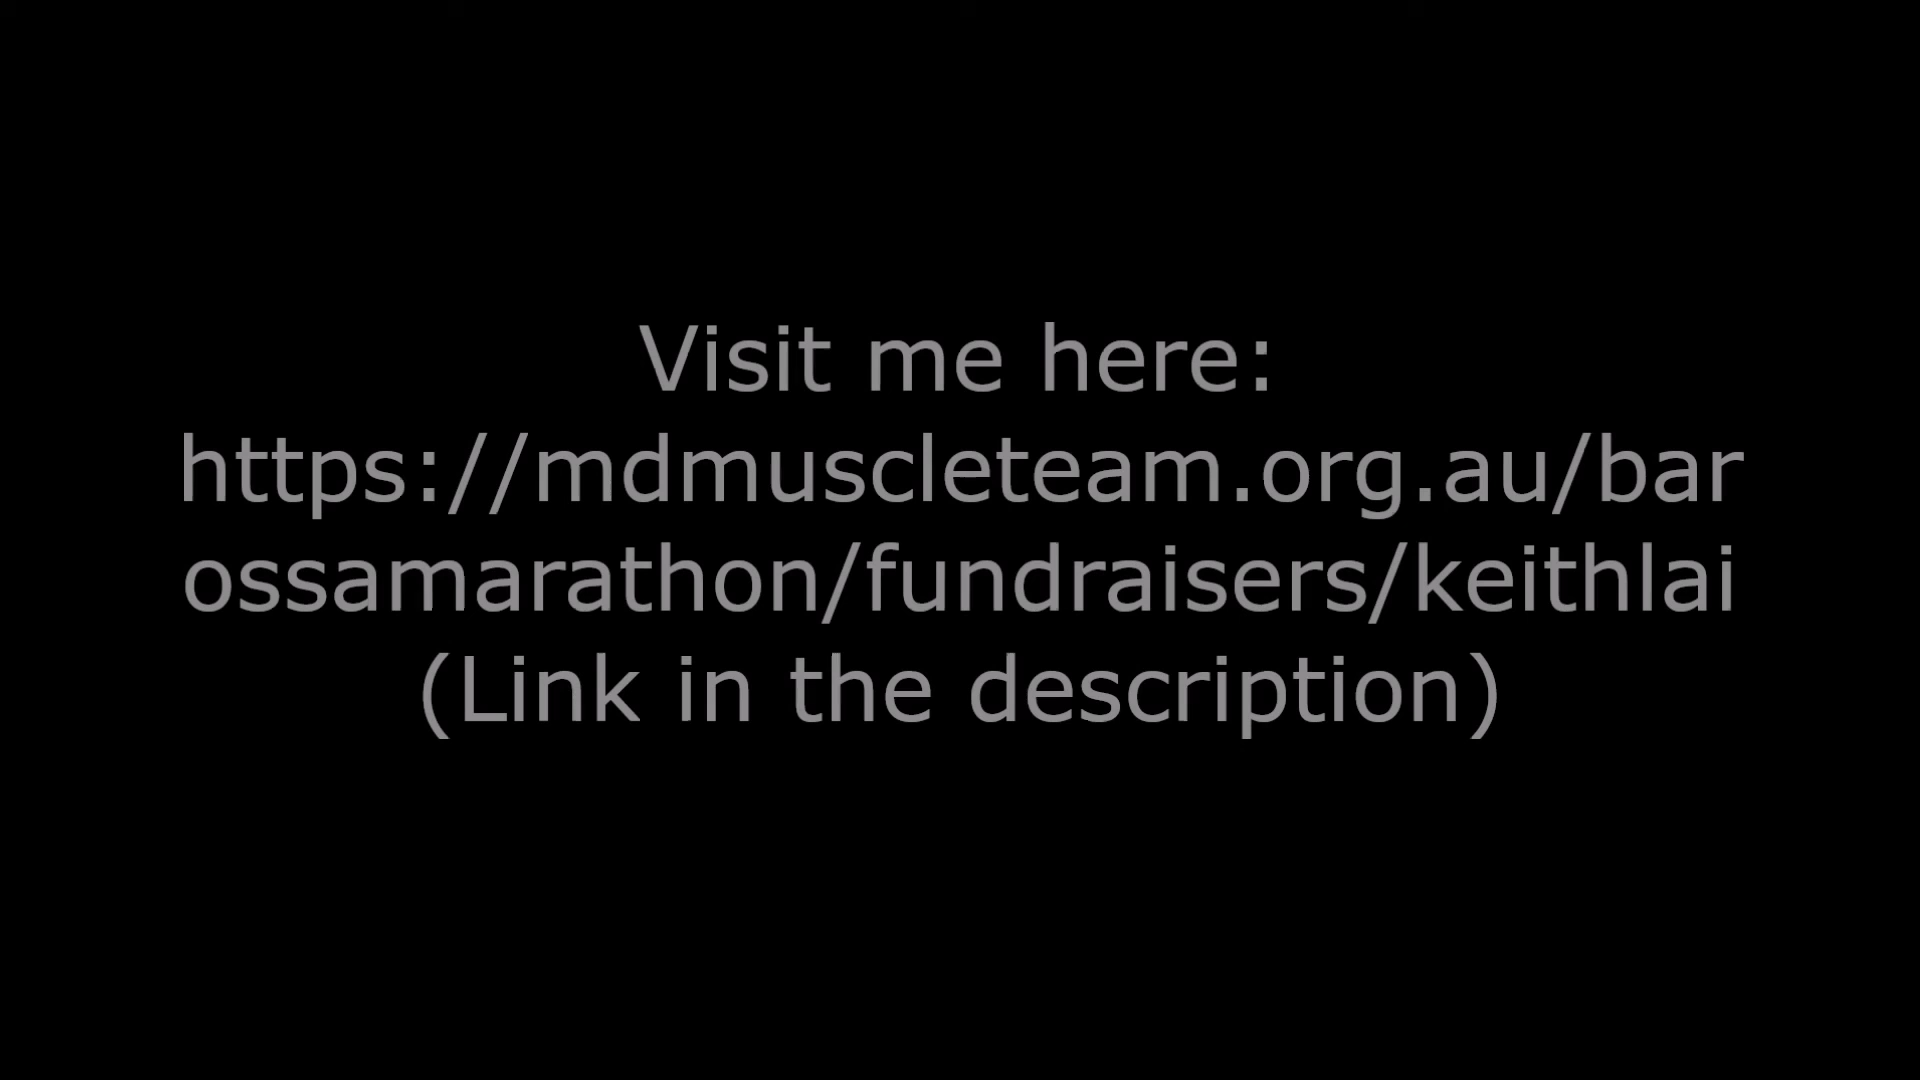 Visit me here:
https://mdmuscleteam.org.au/bar
ossamarathon/fundraisers/keithlai
(Link in the description)